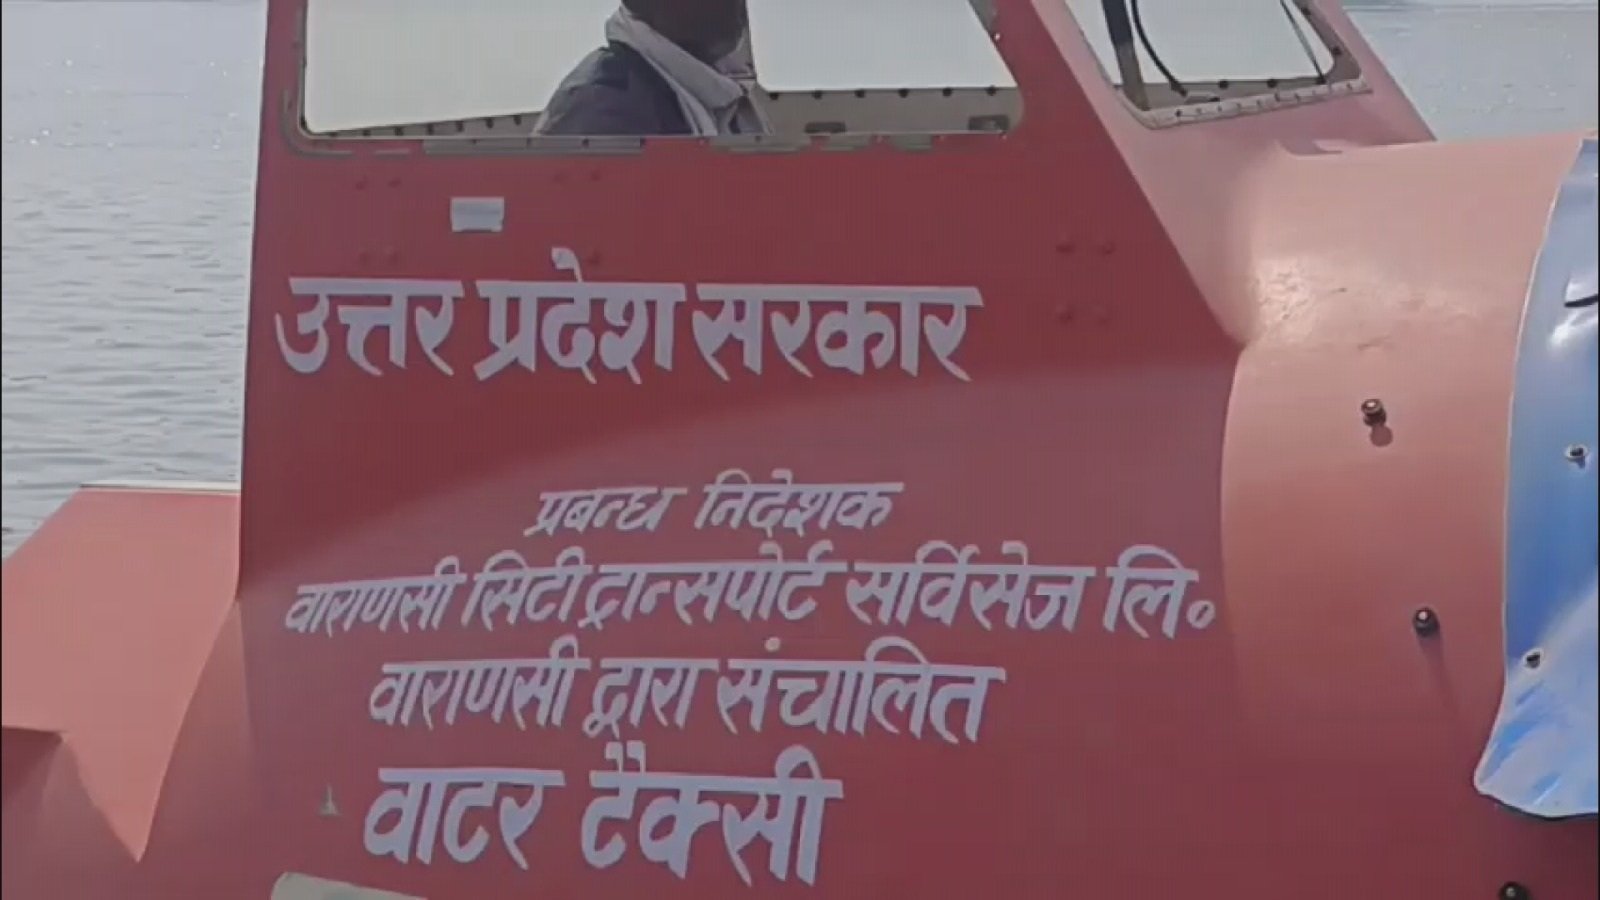 उत्तर प्रदेश सरकार
प्रबन्ध निदेशक
वाराणसी सिटी ट्रान्सपोर्ट सर्विसेज लि०
वाराणसी द्वारा संचालित
वाटर टैक्सी